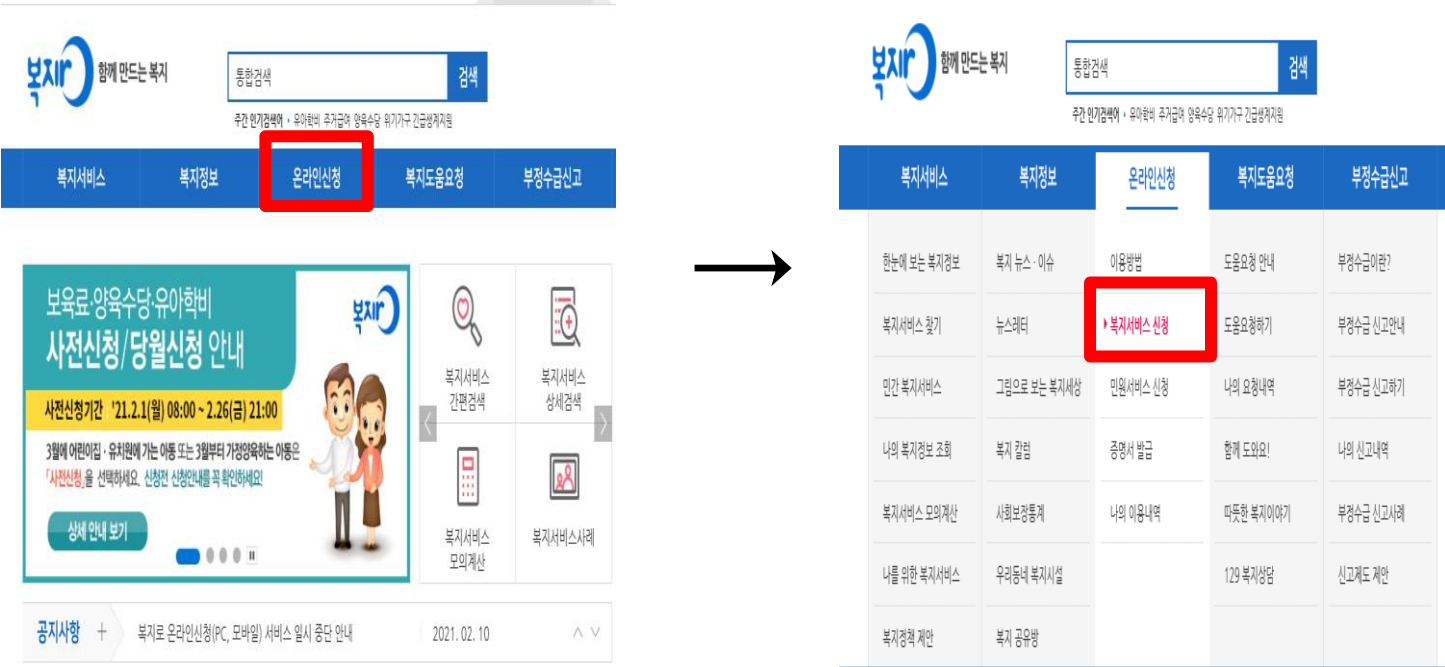 복지로 함께 만드는 복지
통합검색 검색
주간 인기검색어 · 유아학비 주거급여 양육수당 위기가구 긴급생계지원
복지서비스 복지정보 온라인신청 복지도움요청 부정수급신고
보육료·양육수당·유아학비
사전신청/당월신청 안내
복지로
사전신청기간 : '21.2.1(월) 08:00 ~ 2.26(금) 21:00
3월에 어린이집·유치원에 가는 아동 또는 3월부터 가정양육하는 아동은
「사전신청」을 선택하세요. 신청전 신청안내를 꼭 확인하세요!
상세 안내 보기
복지서비스
간편검색
복지서비스
상세검색
복지서비스
모의계산
복지서비스사례
공지사항 + 복지로 온라인신청(PC, 모바일) 서비스 일시 중단 안내 2021. 02. 10
복지로 함께 만드는 복지
통합검색 검색
주간 인기검색어 · 유아학비 주거급여 양육수당 위기가구 긴급생계지원
복지서비스 복지정보 온라인신청 복지도움요청 부정수급신고
한눈에 보는 복지정보 복지 뉴스·이슈 이용방법 도움요청 안내 부정수급이란?
복지서비스 찾기 뉴스레터 복지서비스 신청 도움요청하기 부정수급 신고안내
민간 복지서비스 그림으로 보는 복지세상 민원서비스 신청 나의 요청내역 부정수급 신고하기
나의 복지정보 조회 복지 칼럼 증명서 발급 함께 도와요! 나의 신고내역
복지서비스 모의계산 사회보장통계 나의 이용내역 따뜻한 복지이야기 부정수급 신고사례
나를 위한 복지서비스 우리동네 복지시설 129 복지상담 신고제도 제안
복지정책 제안 복지 공유방